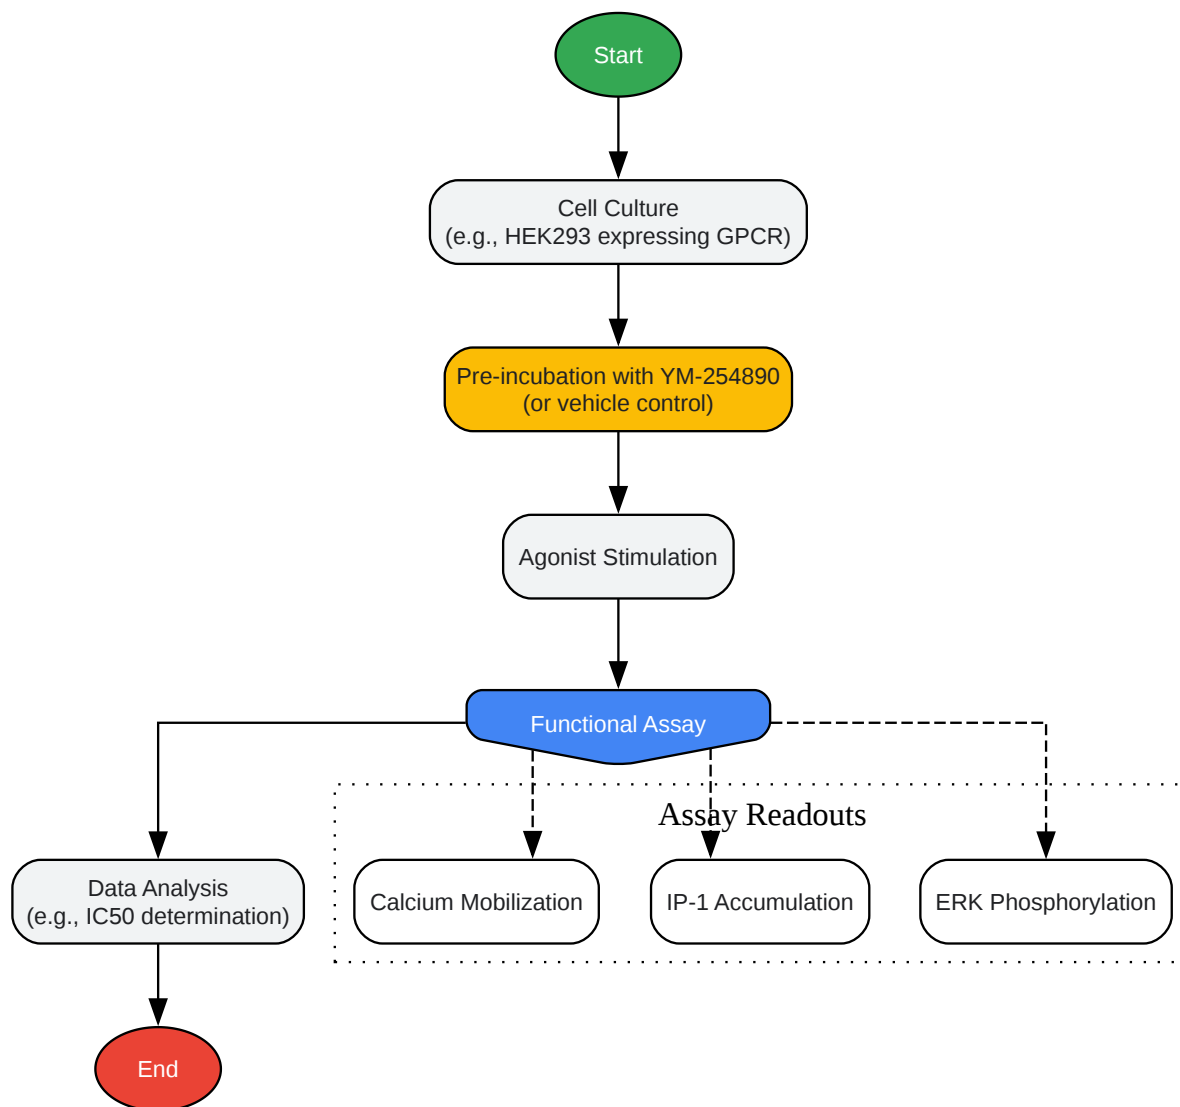 Start
Cell Culture
(e.g., HEK293 expressing GPCR)
Pre-incubation with YM-254890
(or vehicle control)
Agonist Stimulation
Functional Assay
Assay Readouts
Data Analysis
(e.g., IC50 determination)
Calcium Mobilization
IP-1 Accumulation
ERK Phosphorylation
End